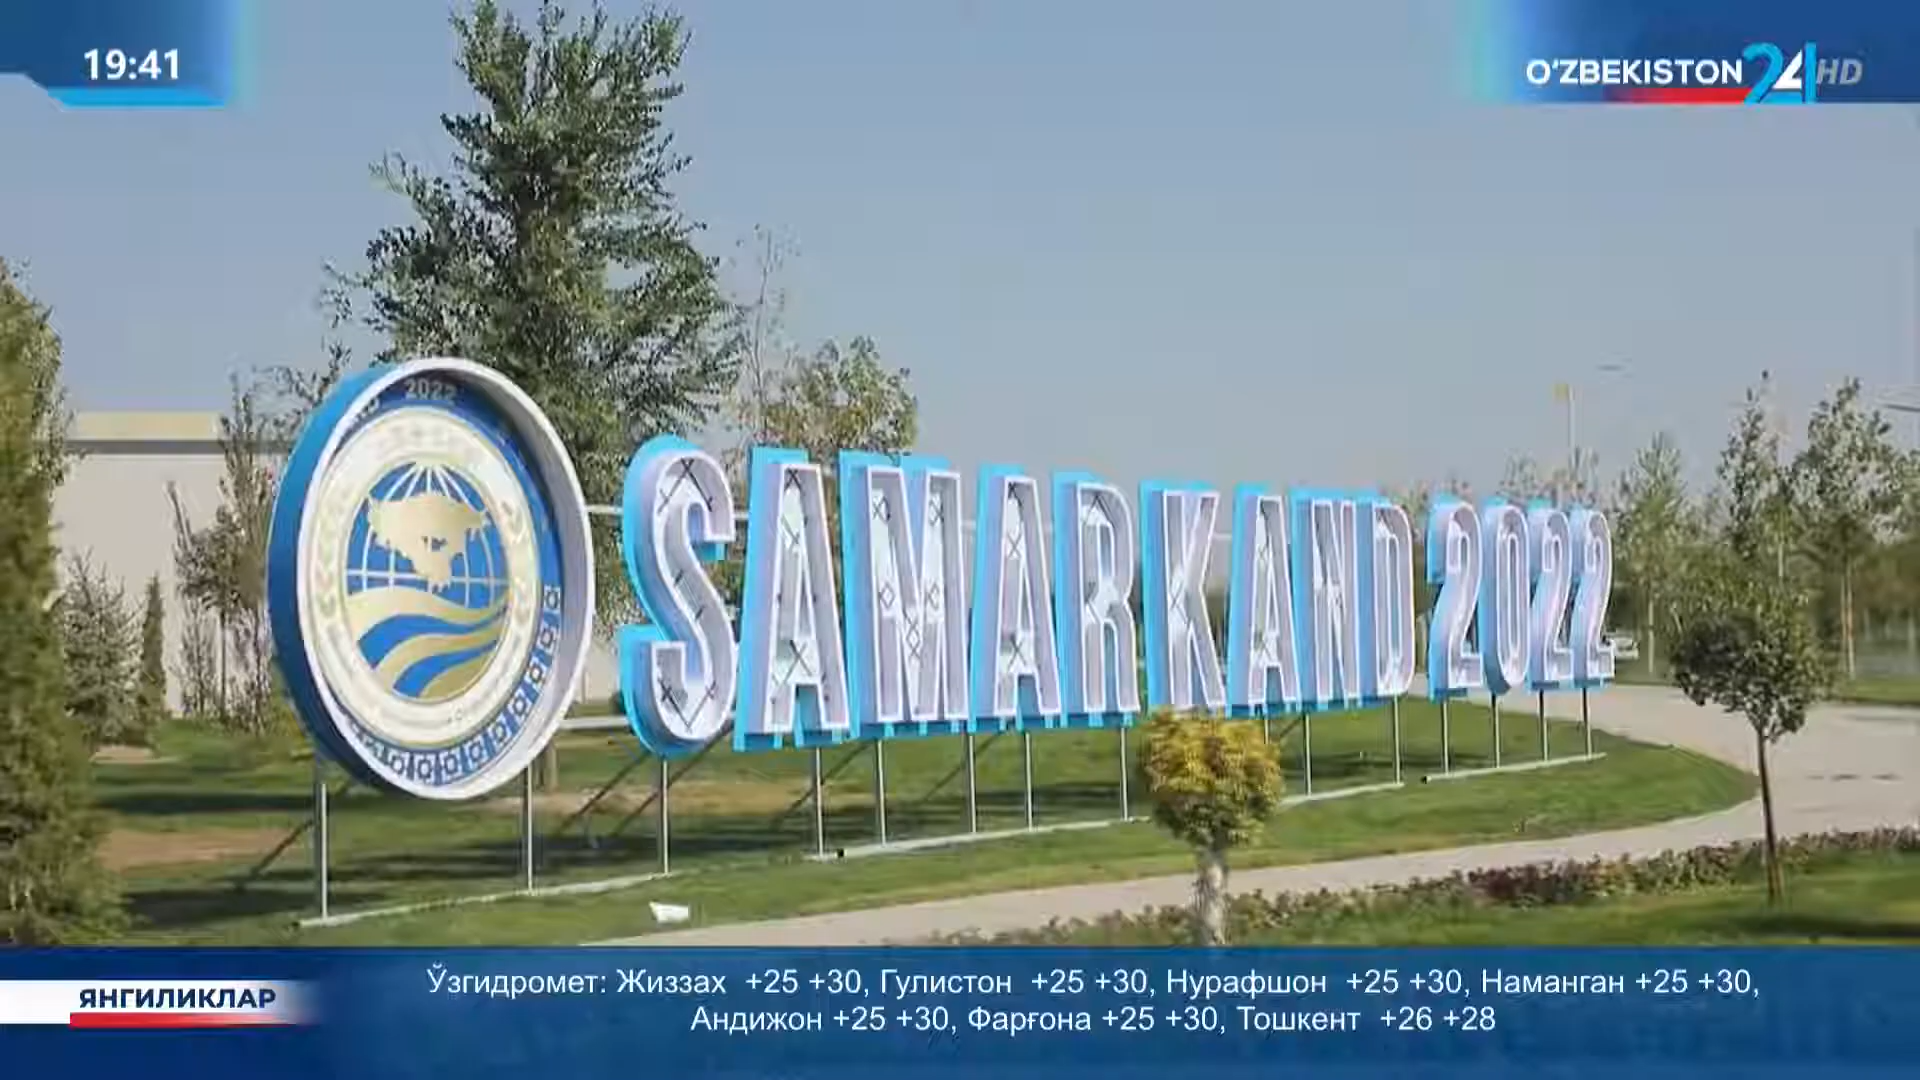 19:41
O‘ZBEKISTON 24 HD
2022
SAMARKAND 2022
ЯНГИЛИКЛАР
Ўзгидромет: Жиззах +25 +30, Гулистон +25 +30, Нурафшон +25 +30, Наманган +25 +30,
Андижон +25 +30, Фарғона +25 +30, Тошкент +26 +28